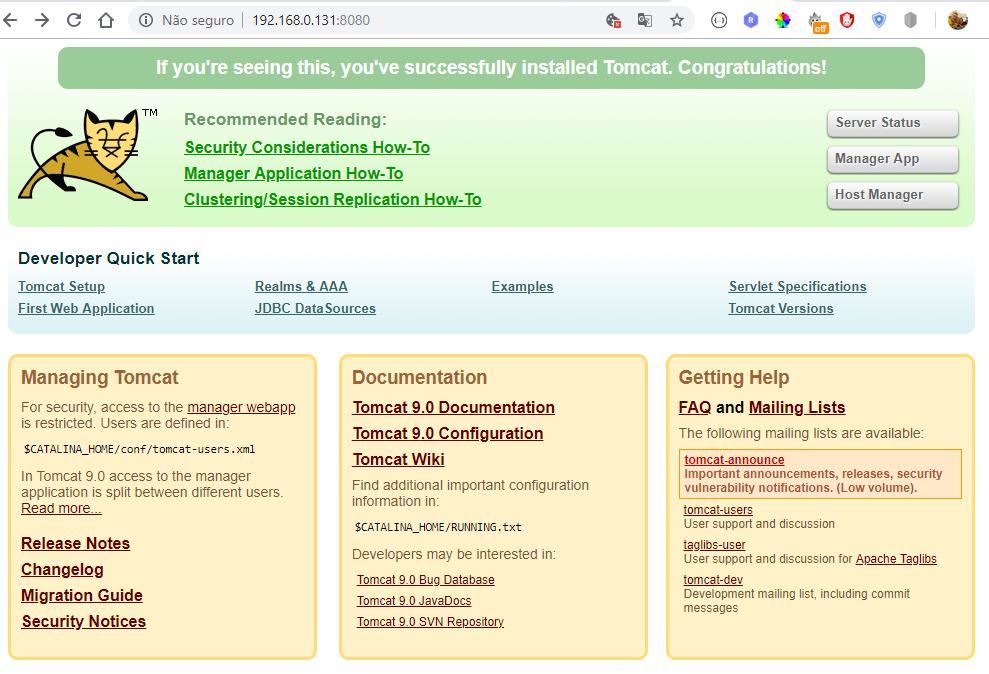 Não seguro 192.168.0.131:8080
off
If you're seeing this, you've successfully installed Tomcat. Congratulations!
TM
Recommended Reading:
Security Considerations How-To
Manager Application How-To
Clustering/Session Replication How-To
Server Status
Manager App
Host Manager
Developer Quick Start
Tomcat Setup
First Web Application
Realms & AAA
JDBC DataSources
Examples
Servlet Specifications
Tomcat Versions
Managing Tomcat
For security, access to the manager webapp
is restricted. Users are defined in:
$CATALINA_HOME/conf/tomcat-users.xml
In Tomcat 9.0 access to the manager
application is split between different users.
Read more...
Release Notes
Changelog
Migration Guide
Security Notices
Documentation
Tomcat 9.0 Documentation
Tomcat 9.0 Configuration
Tomcat Wiki
Find additional important configuration
information in:
$CATALINA_HOME/RUNNING.txt
Developers may be interested in:
Tomcat 9.0 Bug Database
Tomcat 9.0 JavaDocs
Tomcat 9.0 SVN Repository
Getting Help
FAQ and Mailing Lists
The following mailing lists are available:
tomcat-announce
Important announcements, releases, security
vulnerability notifications. (Low volume).
tomcat-users
User support and discussion
taglibs-user
User support and discussion for Apache Taglibs
tomcat-dev
Development mailing list, including commit
messages